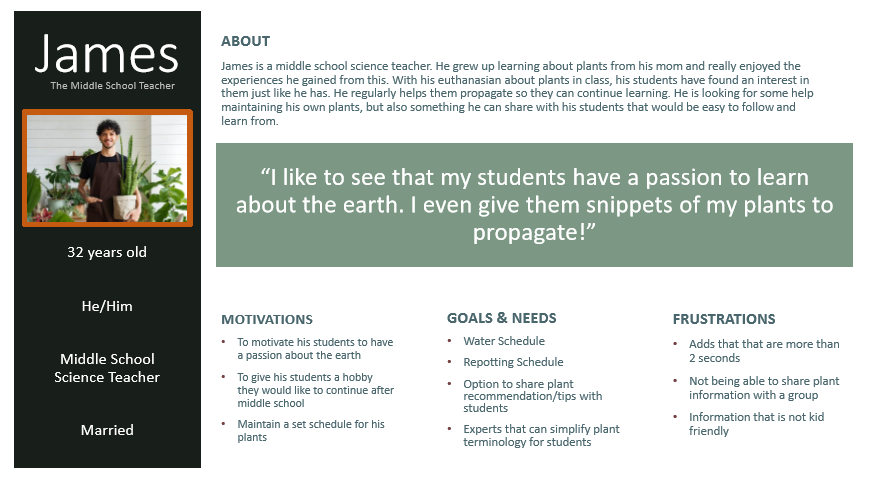 James
The Middle School Teacher
32 years old
He/Him
Middle School
Science Teacher
Married
ABOUT
James is a middle school science teacher. He grew up learning about plants from his mom and really enjoyed the
experiences he gained from this. With his euthanasian about plants in class, his students have found an interest in
them just like he has. He regularly helps them propagate so they can continue learning. He is looking for some help
maintaining his own plants, but also something he can share with his students that would be easy to follow and
learn from.
“I like to see that my students have a passion to learn
about the earth. I even give them snippets of my plants to
propagate!”
MOTIVATIONS
• To motivate his students to have
a passion about the earth
• To give his students a hobby
they would like to continue after
middle school
• Maintain a set schedule for his
plants
GOALS & NEEDS
• Water Schedule
• Repotting Schedule
• Option to share plant
recommendation/tips with
students
• Experts that can simplify plant
terminology for students
FRUSTRATIONS
• Adds that that are more than
2 seconds
• Not being able to share plant
information with a group
• Information that is not kid
friendly